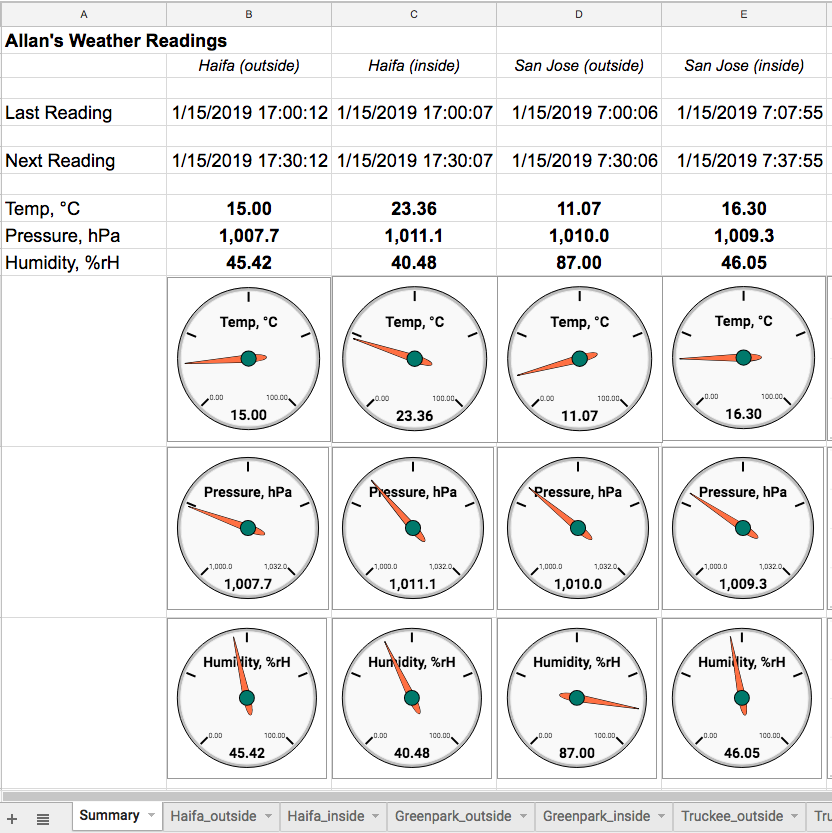 A B C D E
Allan's Weather Readings
Haifa (outside) Haifa (inside) San Jose (outside) San Jose (inside)
Last Reading 1/15/2019 17:00:12 1/15/2019 17:00:07 1/15/2019 7:00:06 1/15/2019 7:07:55
Next Reading 1/15/2019 17:30:12 1/15/2019 17:30:07 1/15/2019 7:30:06 1/15/2019 7:37:55
Temp, °C 15.00 23.36 11.07 16.30
Pressure, hPa 1,007.7 1,011.1 1,010.0 1,009.3
Humidity, %rH 45.42 40.48 87.00 46.05
Temp, °C Temp, °C Temp, °C Temp, °C
0.00 100.00 0.00 100.00 0.00 100.00 0.00 100.00
15.00 23.36 11.07 16.30
Pressure, hPa Pressure, hPa Pressure, hPa Pressure, hPa
1,000.0 1,032.0 1,000.0 1,032.0 1,000.0 1,032.0 1,000.0 1,032.0
1,007.7 1,011.1 1,010.0 1,009.3
Humidity, %rH Humidity, %rH Humidity, %rH Humidity, %rH
0.00 100.00 0.00 100.00 0.00 100.00 0.00 100.00
45.42 40.48 87.00 46.05
Summary Haifa_outside Haifa_inside Greenpark_outside Greenpark_inside Truckee_outside